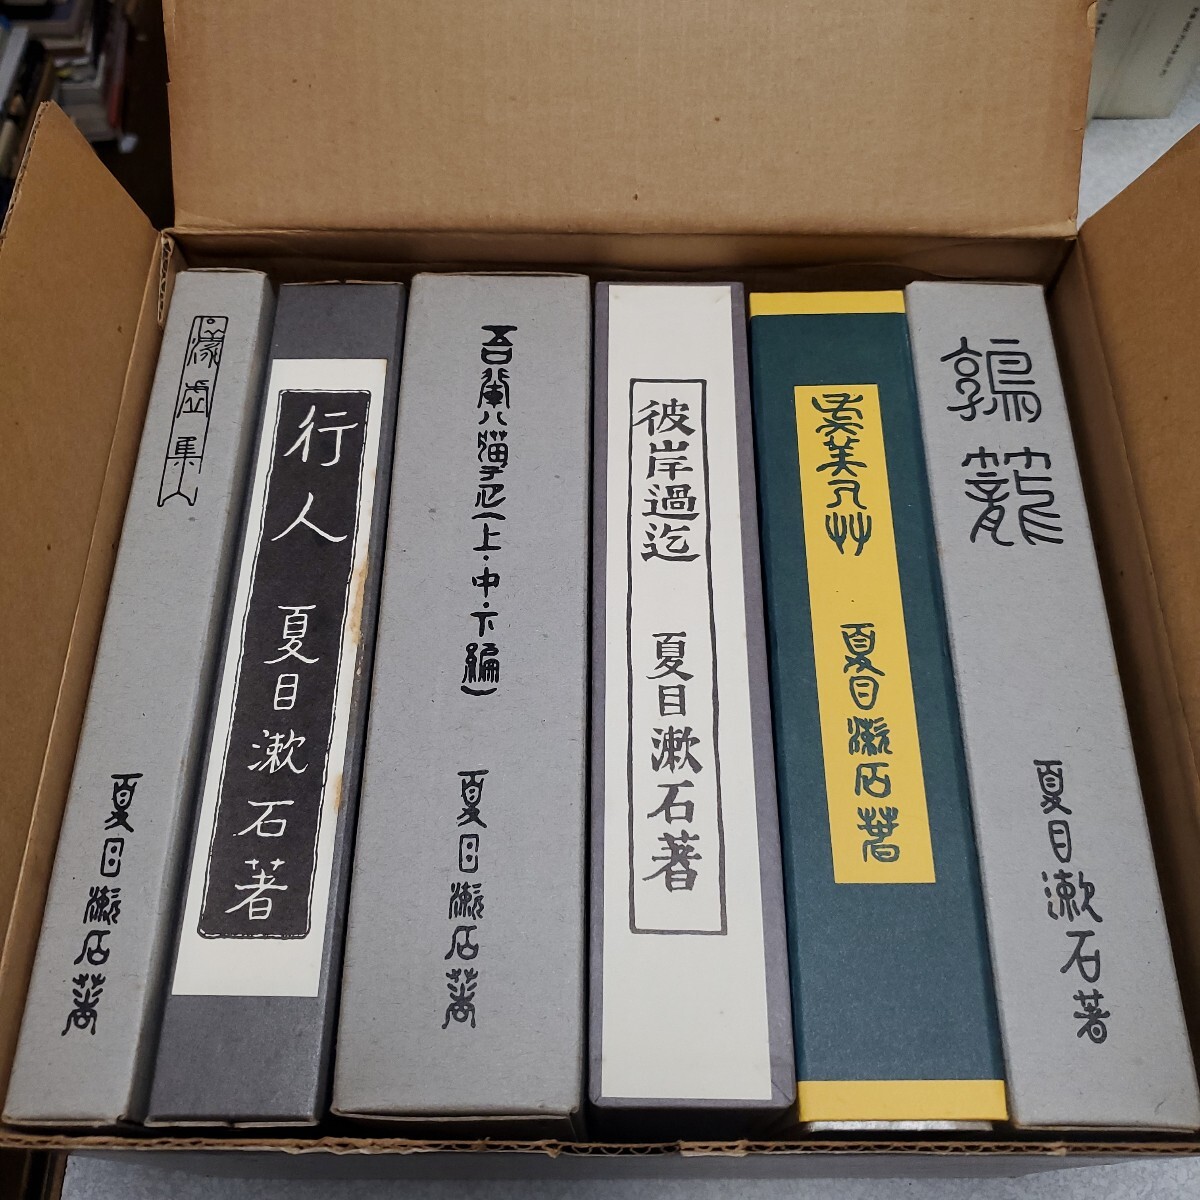 漾虚集
夏目漱石著
行人 夏目漱石著
吾輩ハ猫デアル(上・中・下編)
夏目漱石著
彼岸過迄 夏目漱石著
虞美人艸 夏目漱石著
鶉籠
夏目漱石著